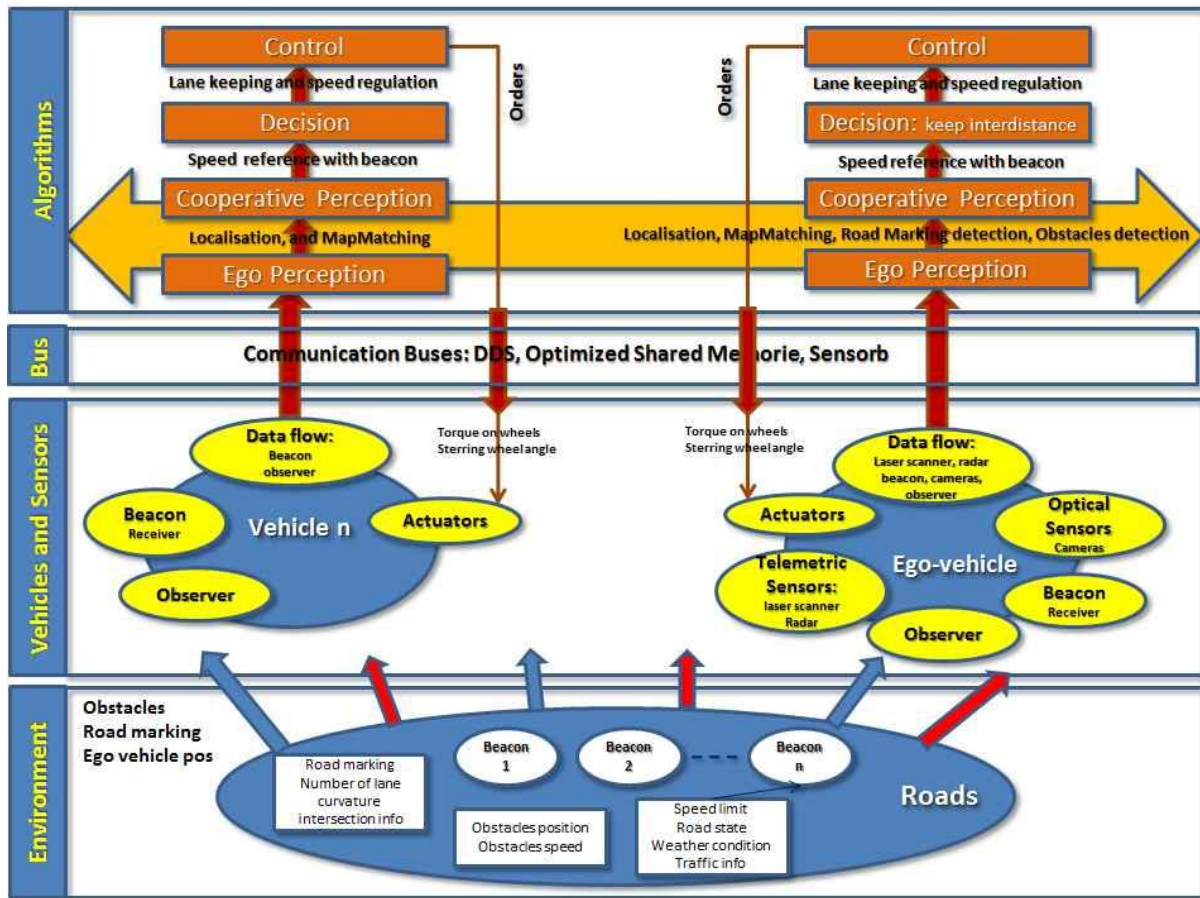 Algorithms
Control
Lane keeping and speed regulation
Decision
Speed reference with beacon
Cooperative Perception
Localisation, and MapMatching
Ego Perception
Orders
Orders
Control
Lane keeping and speed regulation
Decision: keep interdistance
Speed reference with beacon
Cooperative Perception
Localisation, MapMatching, Road Marking detection, Obstacles detection
Ego Perception
Bus
Communication Buses: DDS, Optimized Shared Memorie, Sensorb
Vehicles and Sensors
Data flow:
Beacon
observer
Beacon
Receiver
Vehicle n
Observer
Actuators
Torque on wheels
Sterring wheel angle
Torque on wheels
Sterring wheel angle
Data flow:
Laser scanner, radar
beacon, cameras,
observer
Actuators
Optical
Sensors
Cameras
Ego-vehicle
Telemetric
Sensors:
laser scanner
Radar
Beacon
Receiver
Observer
Environment
Obstacles
Road marking
Ego vehicle pos
Beacon
1
Beacon
2
Beacon
n
Roads
Road marking
Number of lane
curvature
intersection info
Obstacles position
Obstacles speed
Speed limit
Road state
Weather condition
Traffic info